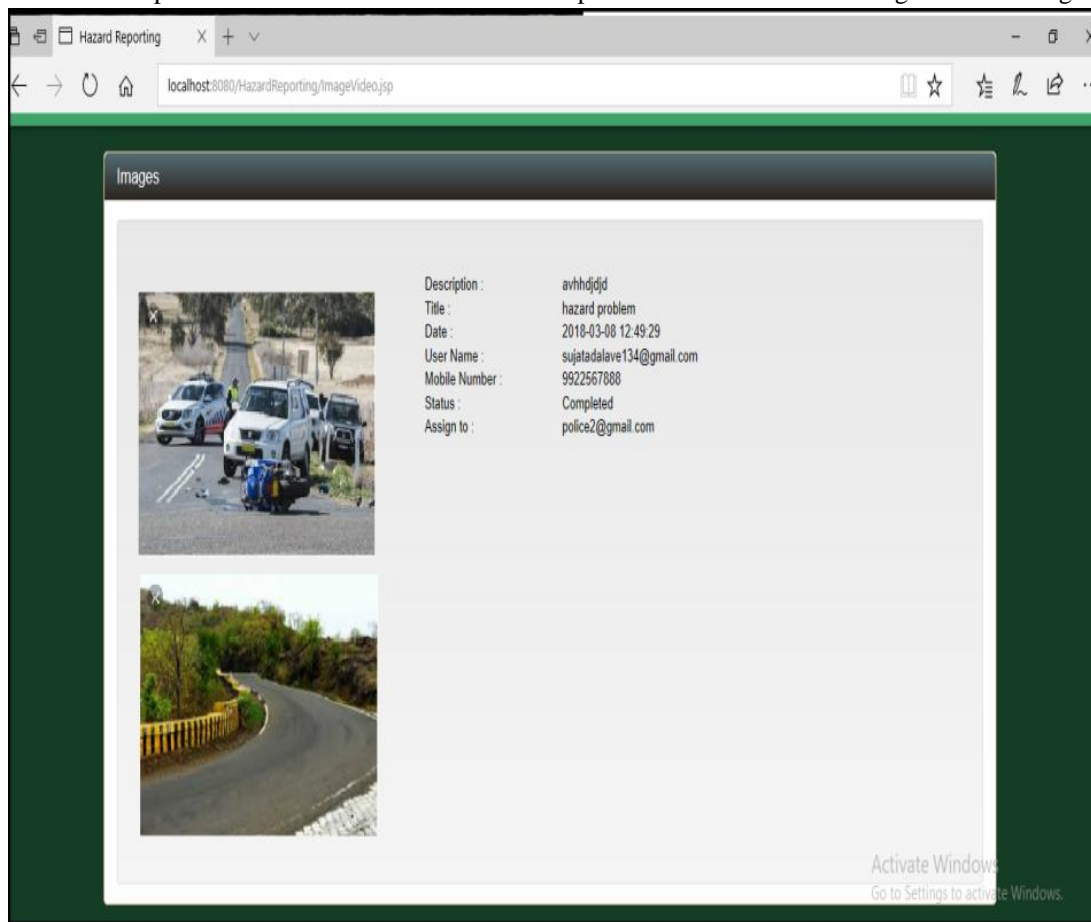 Hazard Reporting
localhost:8080/HazardReporting/ImageVideo.jsp
Images
Description : avhhdjdjd
Title : hazard problem
Date : 2018-03-08 12:49:29
User Name : sujatadalave134@gmail.com
Mobile Number : 9922567888
Status : Completed
Assign to : police2@gmail.com
Activate Windows
Go to Settings to activate Windows.